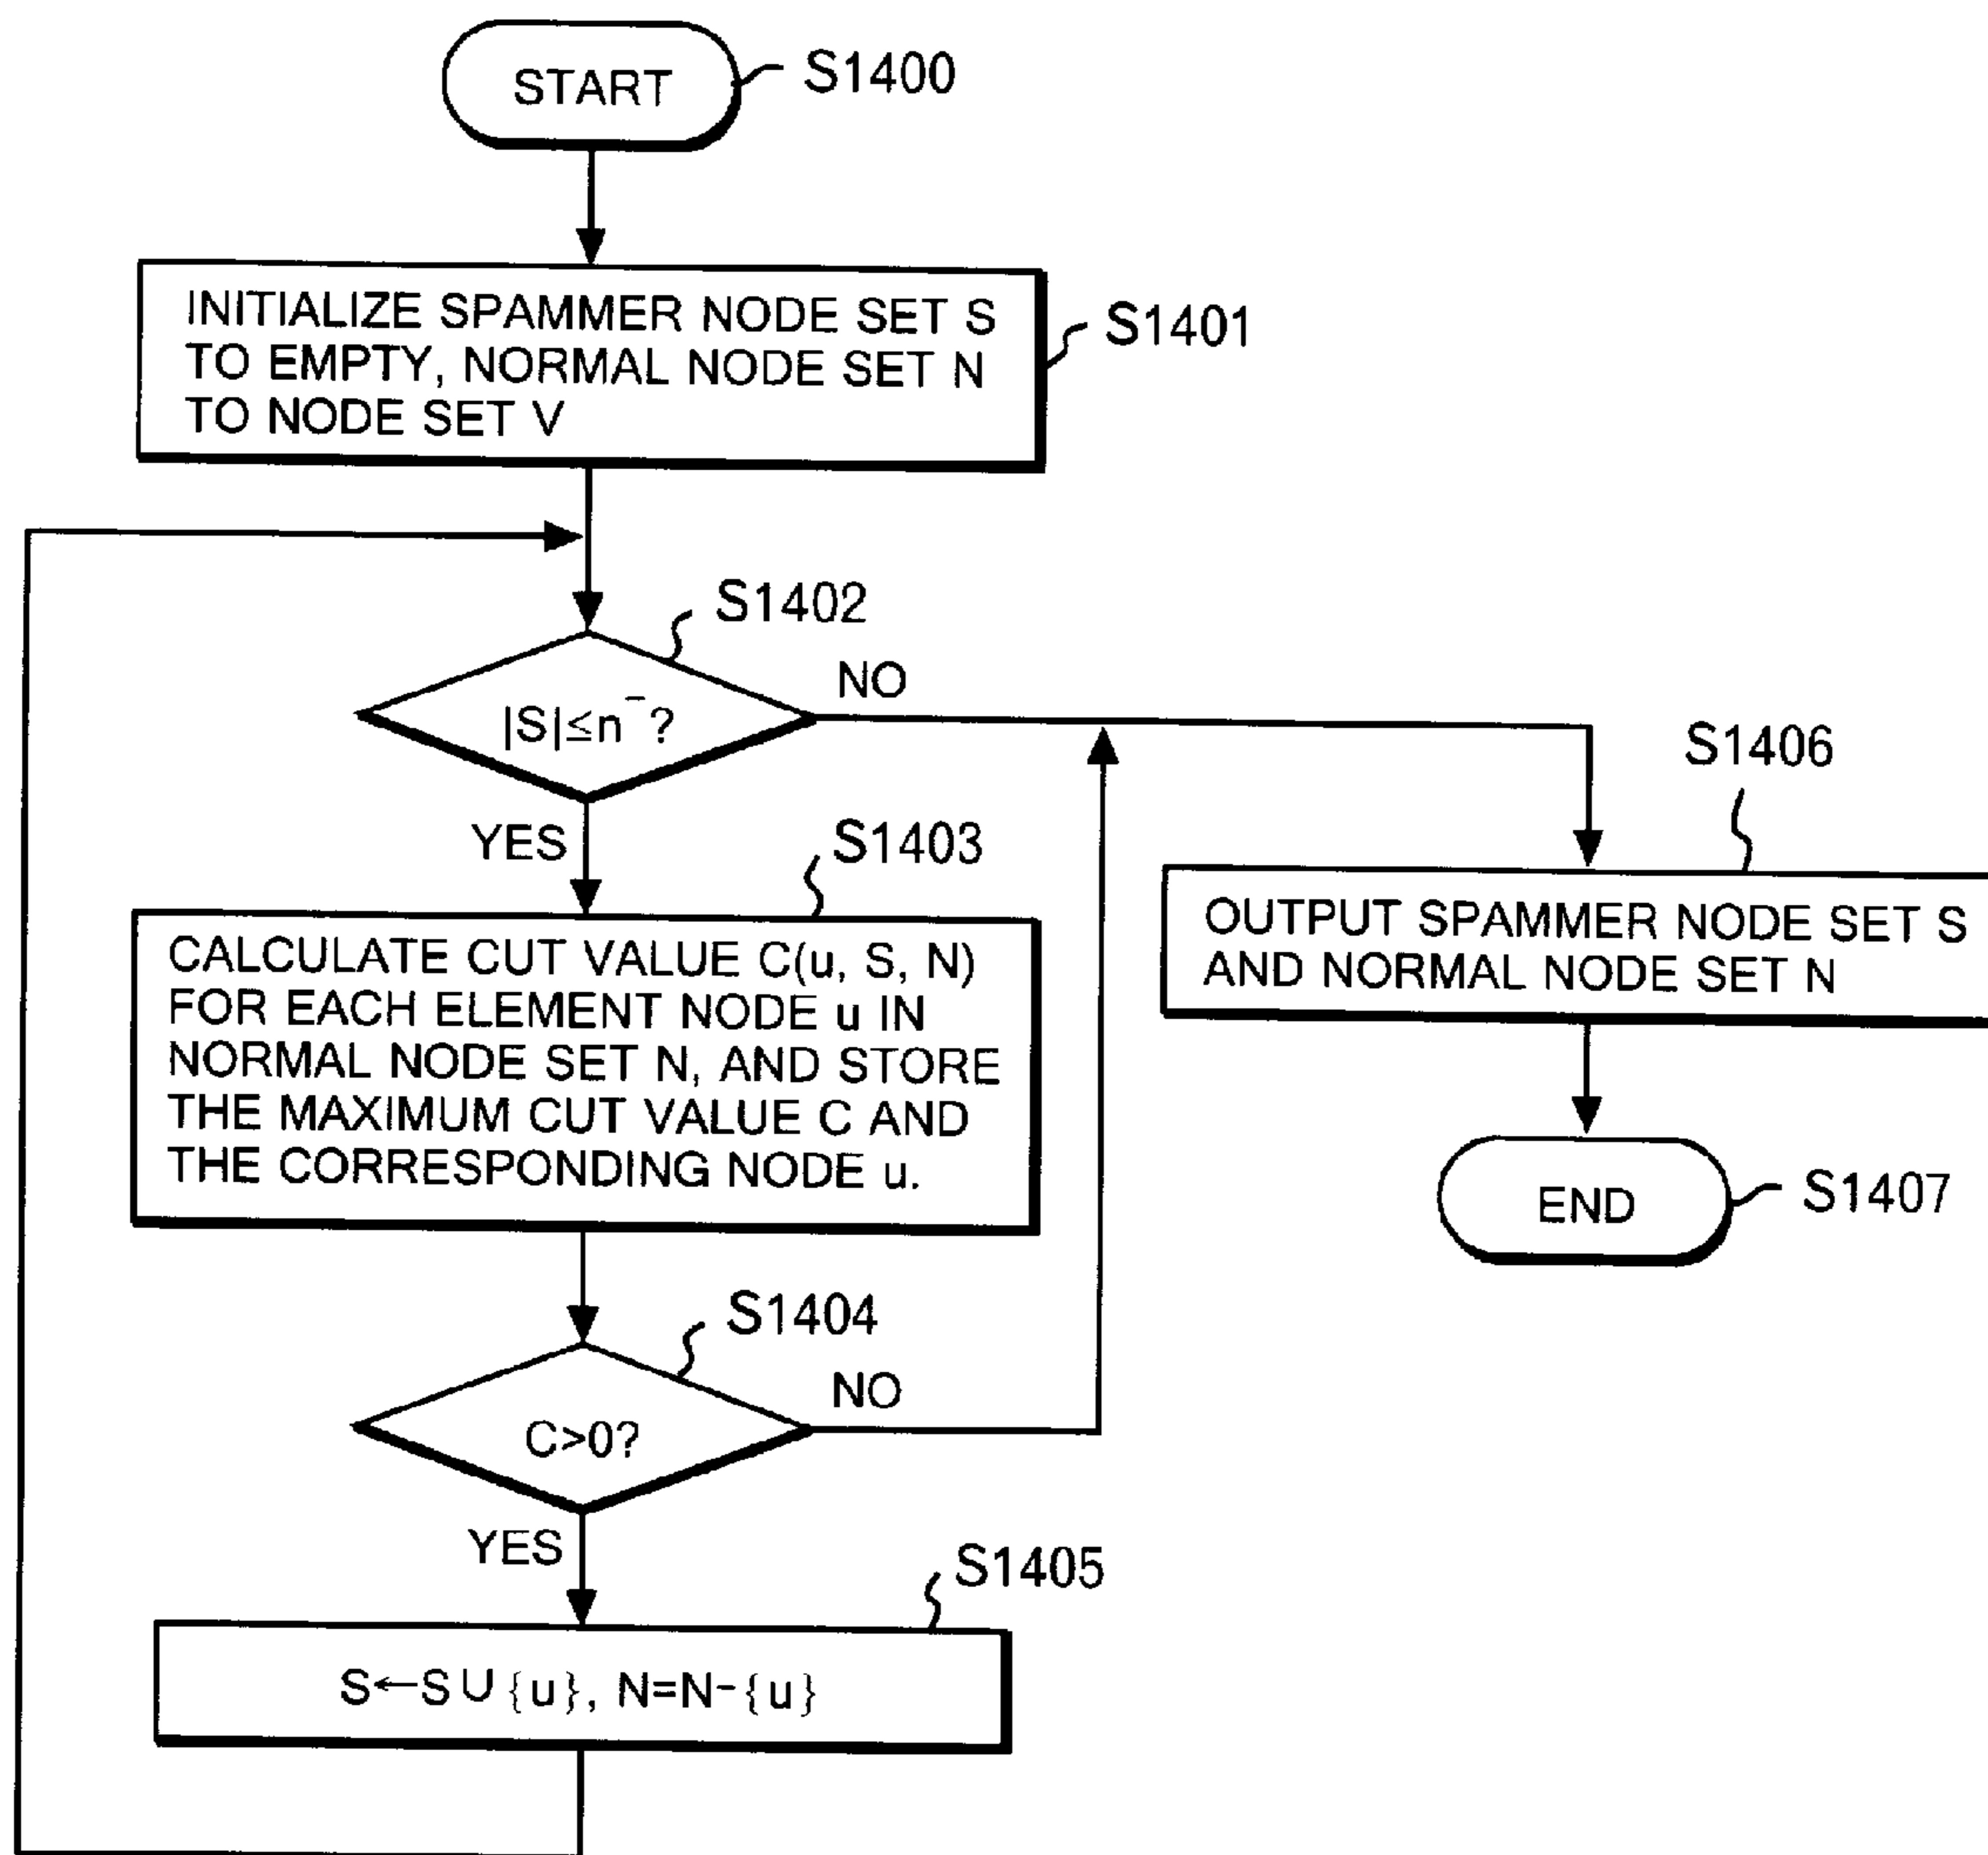 START
S1400
INITIALIZE SPAMMER NODE SET S
TO EMPTY, NORMAL NODE SET N
TO NODE SET V
S1401
S1402
|S|≤n⁻?
NO
YES
S1403
CALCULATE CUT VALUE C(u, S, N)
FOR EACH ELEMENT NODE u IN
NORMAL NODE SET N, AND STORE
THE MAXIMUM CUT VALUE C AND
THE CORRESPONDING NODE u.
S1404
C>0?
NO
YES
S1405
S←S∪{u}, N=N-{u}
S1406
OUTPUT SPAMMER NODE SET S
AND NORMAL NODE SET N
END
S1407